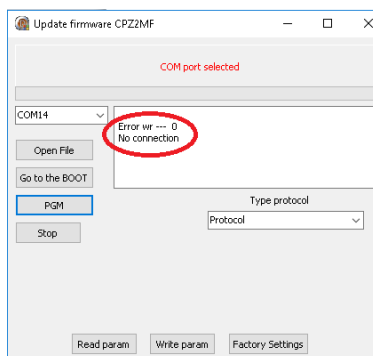 Update firmware CPZ2MF
COM port selected
COM14
Error wr --- 0
No connection
Open File
Go to the BOOT
PGM
Type protocol
Protocol
Stop
Read param Write param Factory Settings